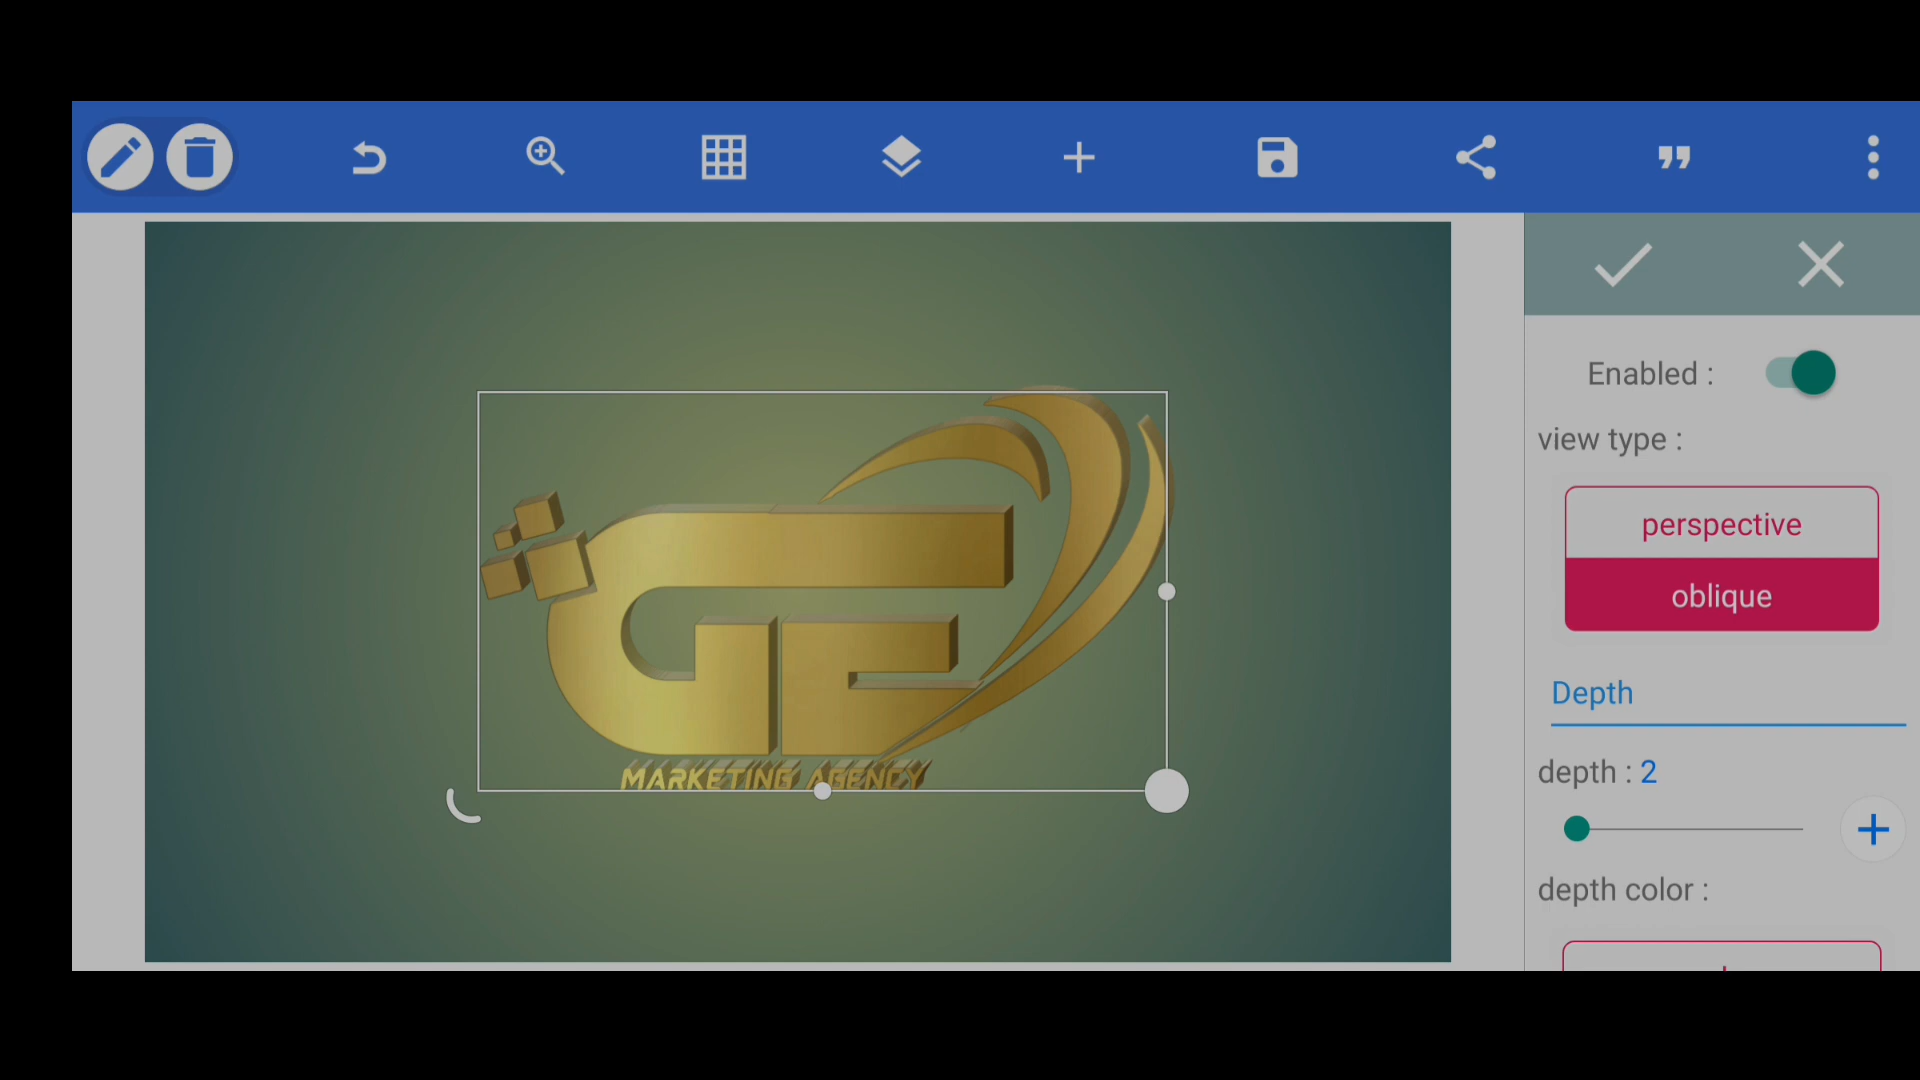 Enabled :
view type :
perspective
oblique
Depth
depth : 2
depth color :
GE
MARKETING AGENCY